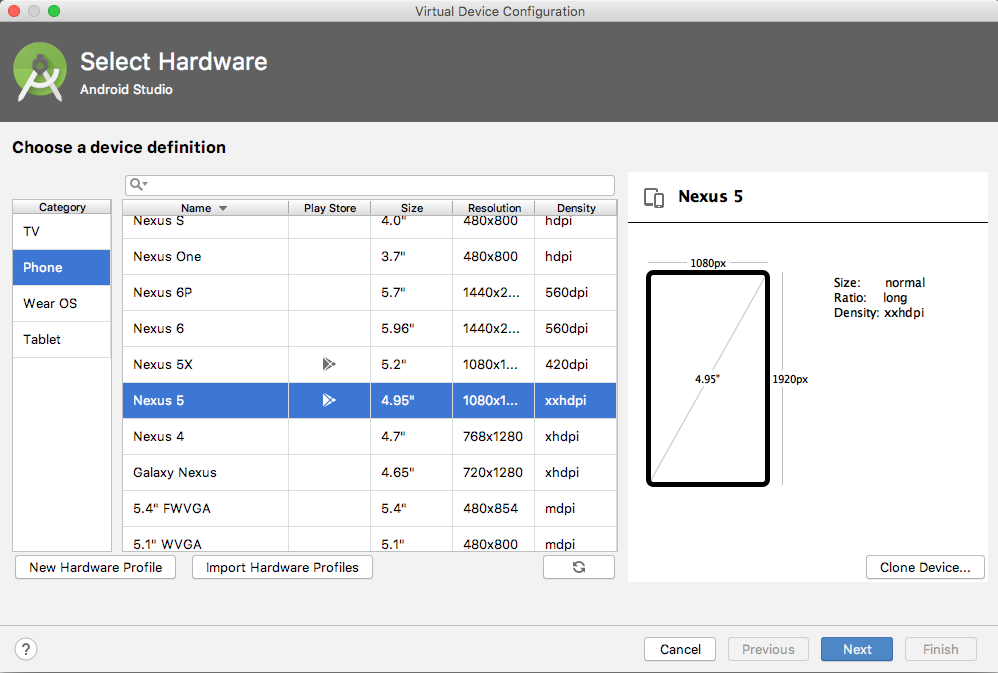 Virtual Device Configuration
Select Hardware
Android Studio
Choose a device definition
Category
TV
Phone
Wear OS
Tablet
Name Play Store Size Resolution Density
Nexus S 4.0" 480x800 hdpi
Nexus One 3.7" 480x800 hdpi
Nexus 6P 5.7" 1440x2... 560dpi
Nexus 6 5.96" 1440x2... 560dpi
Nexus 5X 5.2" 1080x1... 420dpi
Nexus 5 4.95" 1080x1... xxhdpi
Nexus 4 4.7" 768x1280 xhdpi
Galaxy Nexus 4.65" 720x1280 xhdpi
5.4" FWVGA 5.4" 480x854 mdpi
5.1" WVGA 5.1" 480x800 mdpi
New Hardware Profile Import Hardware Profiles
Nexus 5
1080px
4.95"
1920px
Size: normal
Ratio: long
Density: xxhdpi
Clone Device...
? Cancel Previous Next Finish